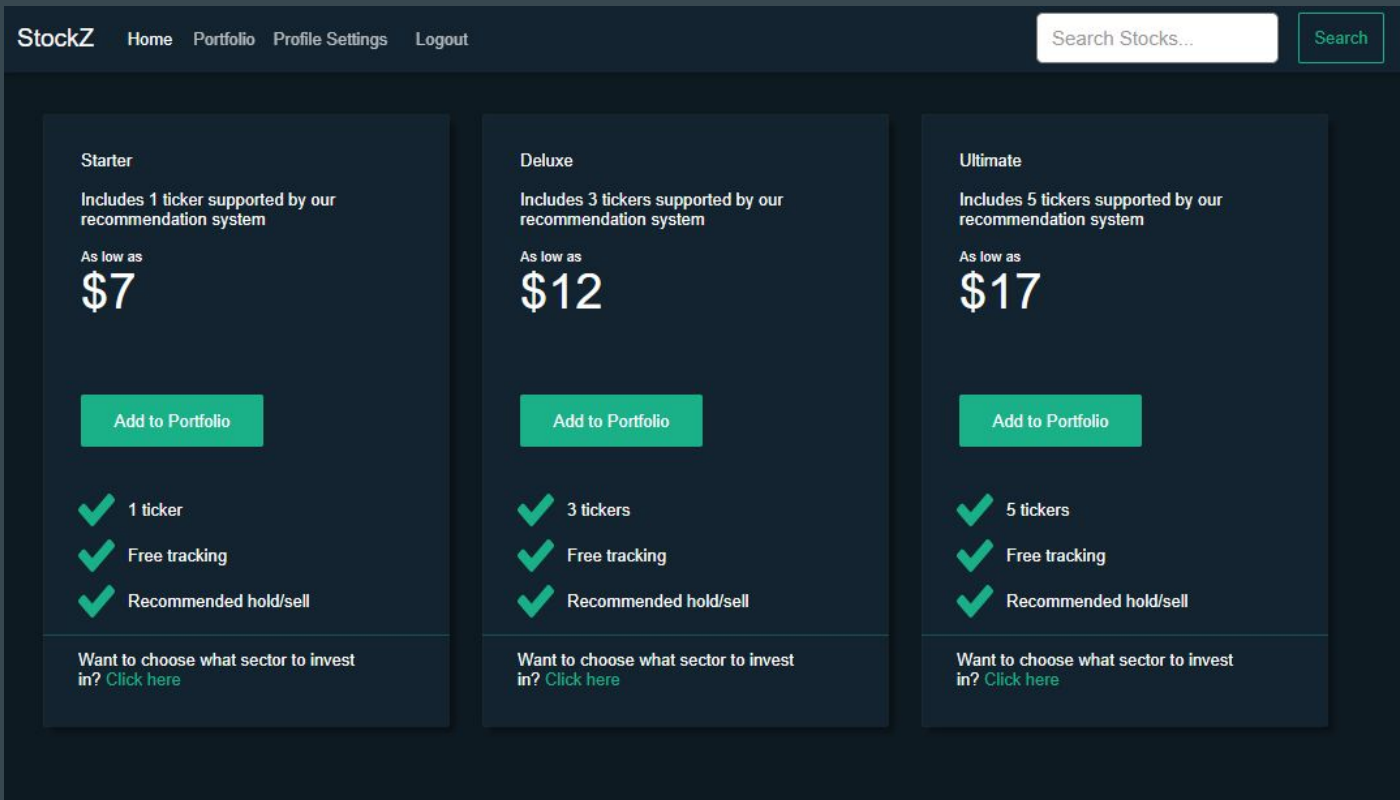 StockZ Home Portfolio Profile Settings Logout Search Stocks... Search
Starter
Includes 1 ticker supported by our
recommendation system
As low as
$7
Add to Portfolio
1 ticker
Free tracking
Recommended hold/sell
Want to choose what sector to invest
in? Click here
Deluxe
Includes 3 tickers supported by our
recommendation system
As low as
$12
Add to Portfolio
3 tickers
Free tracking
Recommended hold/sell
Want to choose what sector to invest
in? Click here
Ultimate
Includes 5 tickers supported by our
recommendation system
As low as
$17
Add to Portfolio
5 tickers
Free tracking
Recommended hold/sell
Want to choose what sector to invest
in? Click here